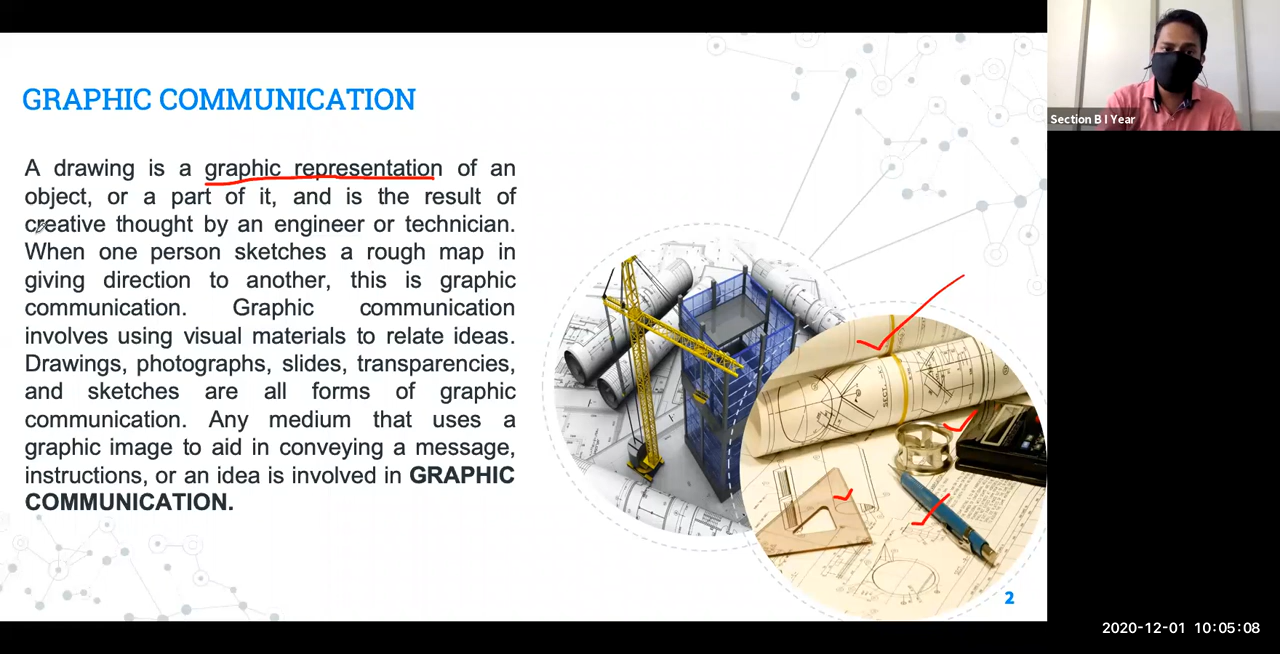 GRAPHIC COMMUNICATION
A drawing is a graphic representation of an
object, or a part of it, and is the result of
creative thought by an engineer or technician.
When one person sketches a rough map in
giving direction to another, this is graphic
communication. Graphic communication
involves using visual materials to relate ideas.
Drawings, photographs, slides, transparencies,
and sketches are all forms of graphic
communication. Any medium that uses a
graphic image to aid in conveying a message,
instructions, or an idea is involved in GRAPHIC
COMMUNICATION.
2
Section B I Year
2020-12-01 10:05:08